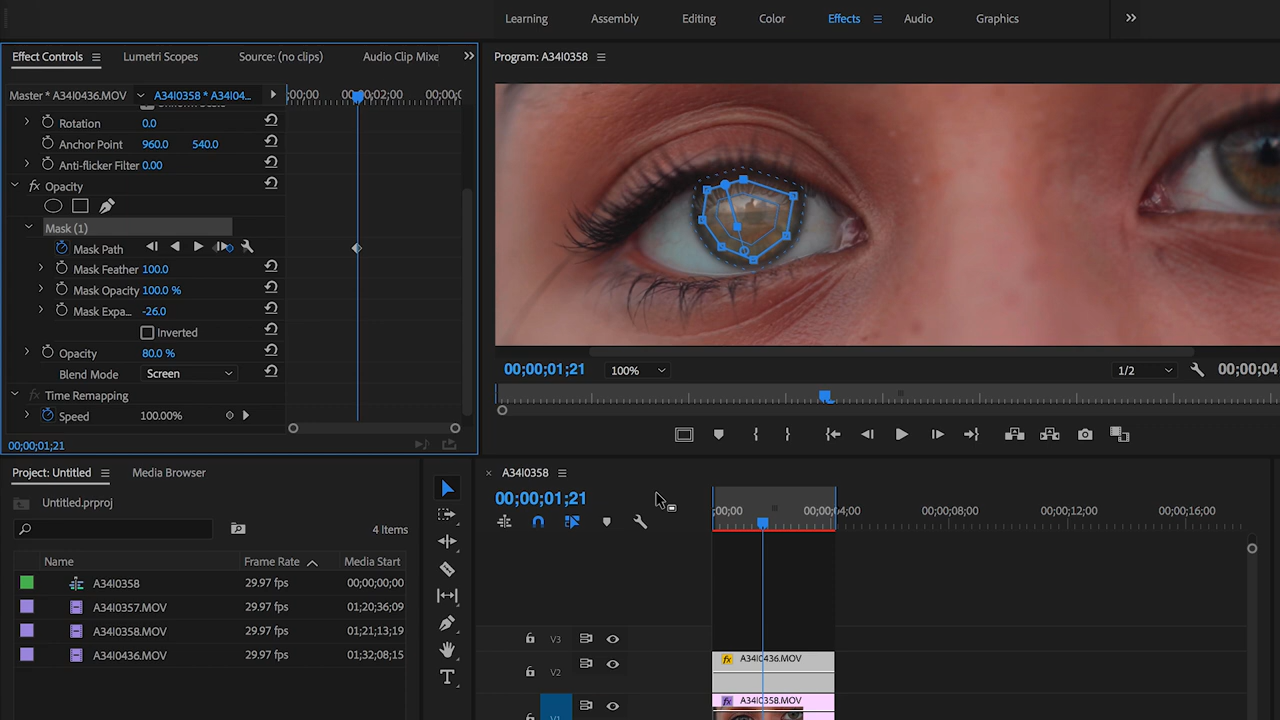 Learning Assembly Editing Color Effects Audio Graphics
Effect Controls Lumetri Scopes Source: (no clips) Audio Clip Mixe
Program: A34I0358
Master * A34I0436.MOV A34I0358 * A34I04...
;00;00 00;00;02;00 00;00;0
Rotation 0.0
Anchor Point 960.0 540.0
Anti-flicker Filter 0.00
fx Opacity
Mask (1)
Mask Path
Mask Feather 100.0
Mask Opacity 100.0 %
Mask Expa... -26.0
Inverted
Opacity 80.0 %
Blend Mode Screen
fx Time Remapping
Speed 100.00%
00;00;01;21
00;00;01;21 100% 1/2 00;00;04
Project: Untitled Media Browser
Untitled.prproj
4 Items
Name Frame Rate Media Start
A34I0358 29.97 fps 00;00;00;00
A34I0357.MOV 29.97 fps 01;20;36;09
A34I0358.MOV 29.97 fps 01;21;13;19
A34I0436.MOV 29.97 fps 01;32;08;15
× A34I0358
00;00;01;21
;00;00 00;00;04;00 00;00;08;00 00;00;12;00 00;00;16;00
V3
V2 fx A34I0436.MOV
V1 fx A34I0358.MOV